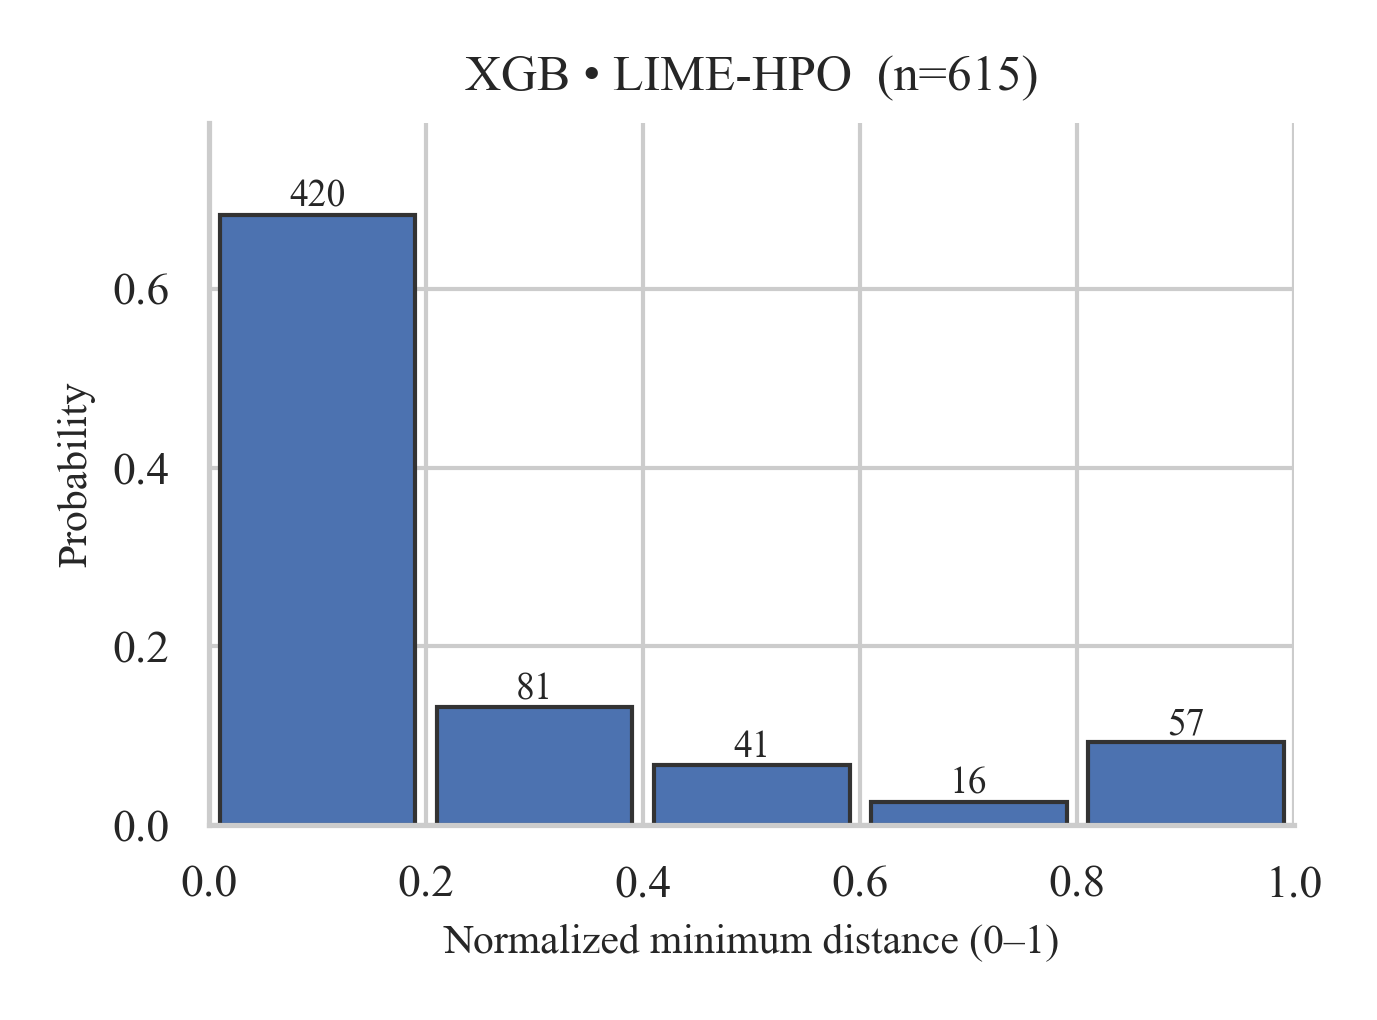 XGB • LIME-HPO (n=615)
420
0.6
0.4
Probability
0.2
81
41
16
57
0.0
0.0 0.2 0.4 0.6 0.8 1.0
Normalized minimum distance (0–1)